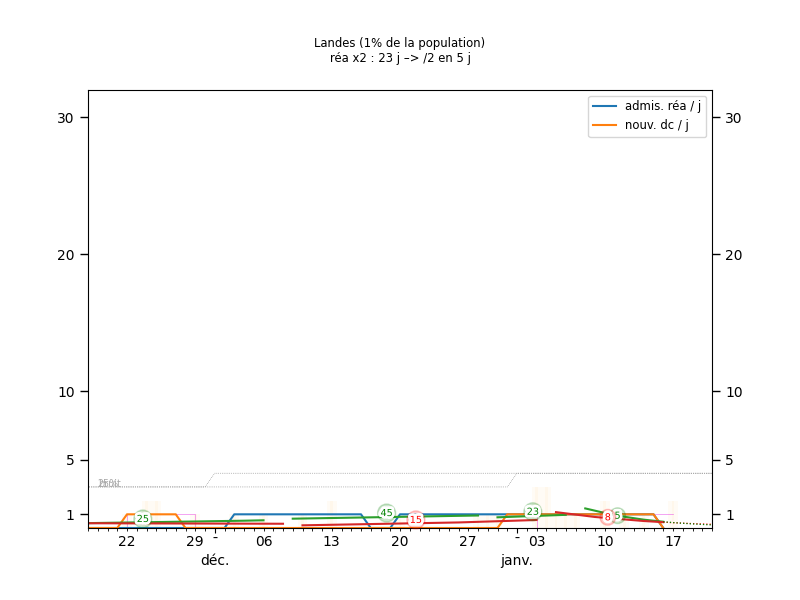 Landes (1% de la population)
réa x2 : 23 j –> /2 en 5 j
admis. réa / j
nouv. dc / j
30 30
20 20
10 10
5 5
1 1
25 45 15 23 8 5
22 29 - 06 13 20 27 - 03 10 17
déc. janv.